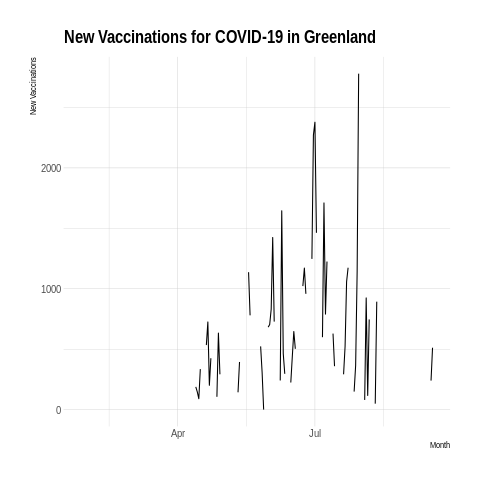 New Vaccinations for COVID-19 in Greenland
New Vaccinations
2000
1000
0
Apr
Jul
Month